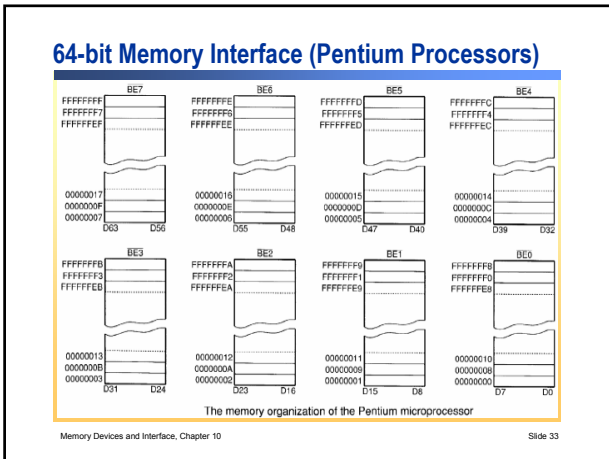 64-bit Memory Interface (Pentium Processors)
BE7 BE6 BE5 BE4
FFFFFFFF FFFFFFFE FFFFFFFD FFFFFFFC
FFFFFFF7 FFFFFFF6 FFFFFFF5 FFFFFFF4
FFFFFFEF FFFFFFEE FFFFFFED FFFFFFEC
00000017 00000016 00000015 00000014
0000000F 0000000E 0000000D 0000000C
00000007 00000006 00000005 00000004
D63 D56 D55 D48 D47 D40 D39 D32
BE3 BE2 BE1 BE0
FFFFFFFB FFFFFFFA FFFFFFF9 FFFFFFF8
FFFFFFF3 FFFFFFF2 FFFFFFF1 FFFFFFF0
FFFFFFEB FFFFFFEA FFFFFFE9 FFFFFFE8
00000013 00000012 00000011 00000010
0000000B 0000000A 00000009 00000008
00000003 00000002 00000001 00000000
D31 D24 D23 D16 D15 D8 D7 D0
The memory organization of the Pentium microprocessor
Memory Devices and Interface, Chapter 10 Slide 33